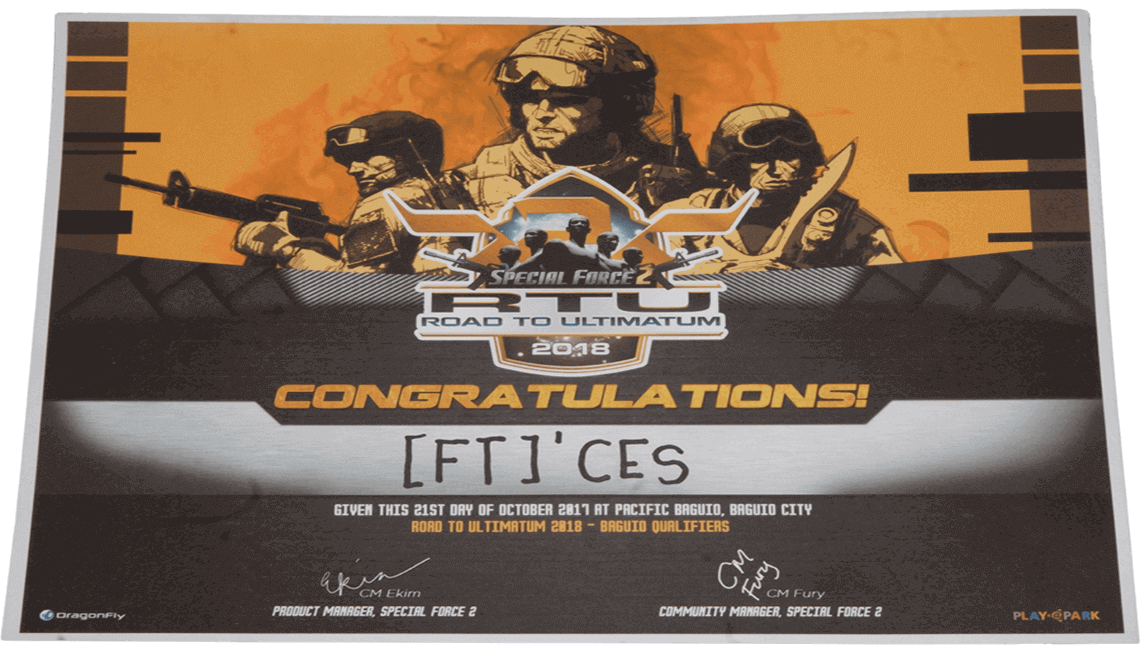 SPECIAL FORCE 2
RTU
ROAD TO ULTIMATUM
2018
CONGRATULATIONS!
[FT]'CES
GIVEN THIS 21ST DAY OF OCTOBER 2017 AT PACIFIC BAGUIO, BAGUIO CITY
ROAD TO ULTIMATUM 2018 - BAGUIO QUALIFIERS
Ekim
CM Ekim
PRODUCT MANAGER, SPECIAL FORCE 2
CM
Fury
CM Fury
COMMUNITY MANAGER, SPECIAL FORCE 2
DragonFly
PLAYPARK